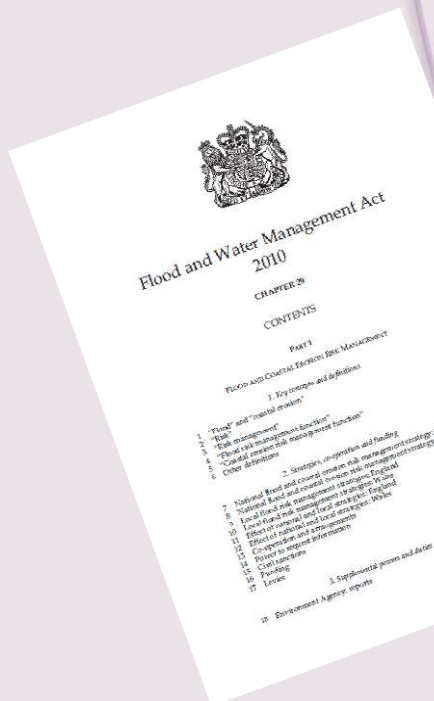 Flood and Water Management Act
2010
CHAPTER 29
CONTENTS
PART 1
FLOOD AND COASTAL EROSION RISK MANAGEMENT
1. Key concepts and definitions
1 "Flood" and "coastal erosion"
2 "Risk"
3 "Risk management"
4 "Flood risk management function"
5 "Coastal erosion risk management function"
6 Other definitions
2. Strategies, co-operation and funding
7 National flood and coastal erosion risk management strategy:
8 National flood and coastal erosion risk management strategy:
9 Local flood risk management strategies: England
10 Local flood risk management strategies: Wales
11 Effect of national and local strategies: England
12 Effect of national and local strategies: Wales
13 Co-operation and arrangements
14 Power to request information
15 Civil sanctions
16 Funding
17 Levies
3. Supplemental powers and duties
18 Environment Agency: reports